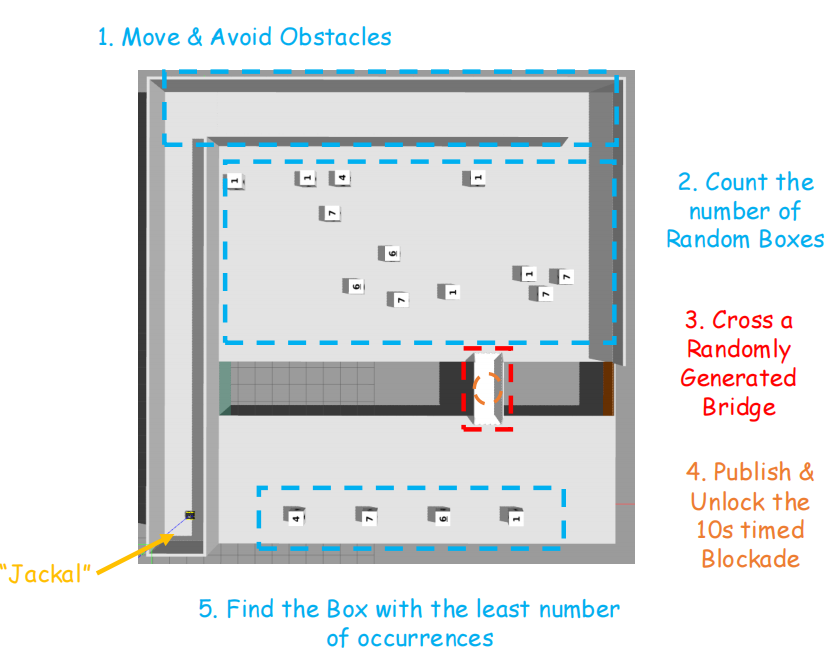 1. Move & Avoid Obstacles
1
1
4
1
7
2. Count the
number of
Random Boxes
6
6
7
1
1
7
7
3. Cross a
Randomly
Generated
Bridge
4. Publish &
Unlock the
10s timed
Blockade
4
7
6
1
"Jackal"
5. Find the Box with the least number
of occurrences